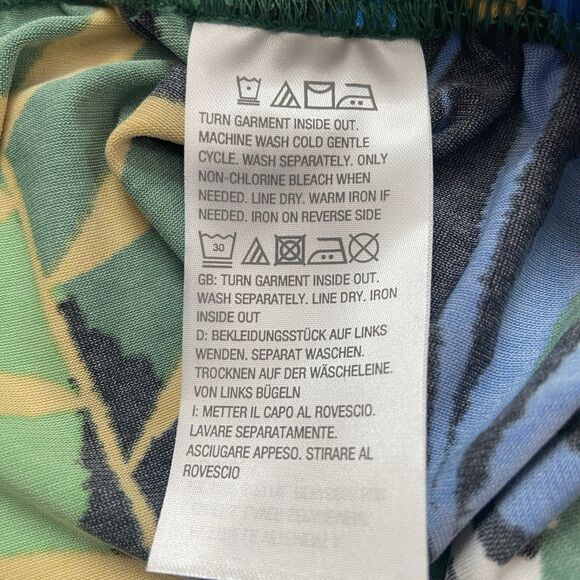 TURN GARMENT INSIDE OUT.
MACHINE WASH COLD GENTLE
CYCLE. WASH SEPARATELY. ONLY
NON-CHLORINE BLEACH WHEN
NEEDED. LINE DRY. WARM IRON IF
NEEDED. IRON ON REVERSE SIDE
30
GB: TURN GARMENT INSIDE OUT.
WASH SEPARATELY. LINE DRY. IRON
INSIDE OUT
D: BEKLEIDUNGSSTÜCK AUF LINKS
WENDEN. SEPARAT WASCHEN.
TROCKNEN AUF DER WÄSCHELEINE.
VON LINKS BÜGELN
I: METTER IL CAPO AL ROVESCIO.
LAVARE SEPARATAMENTE.
ASCIUGARE APPESO. STIRARE AL
ROVESCIO